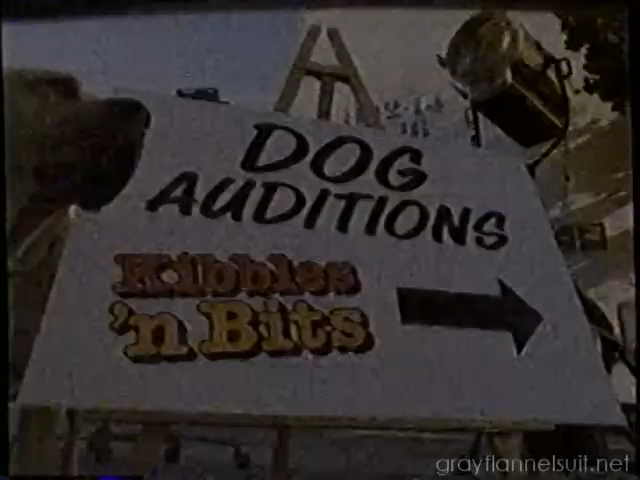 DOG
AUDITIONS
Kibbles
'n Bits
grayflannelsuit.net